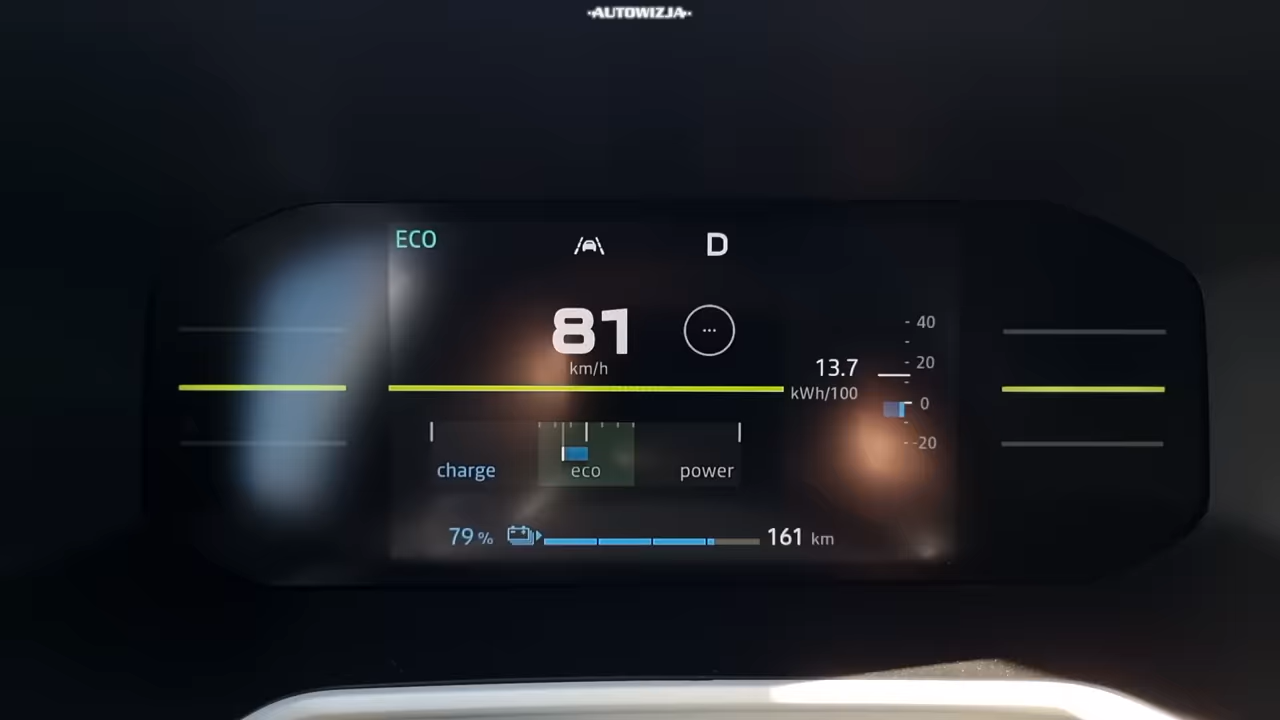 ·AUTOWIZJA·
ECO
D
81
km/h
...
13.7
kWh/100
- 40
- 20
- 0
- -20
charge
eco
power
79 %
161 km